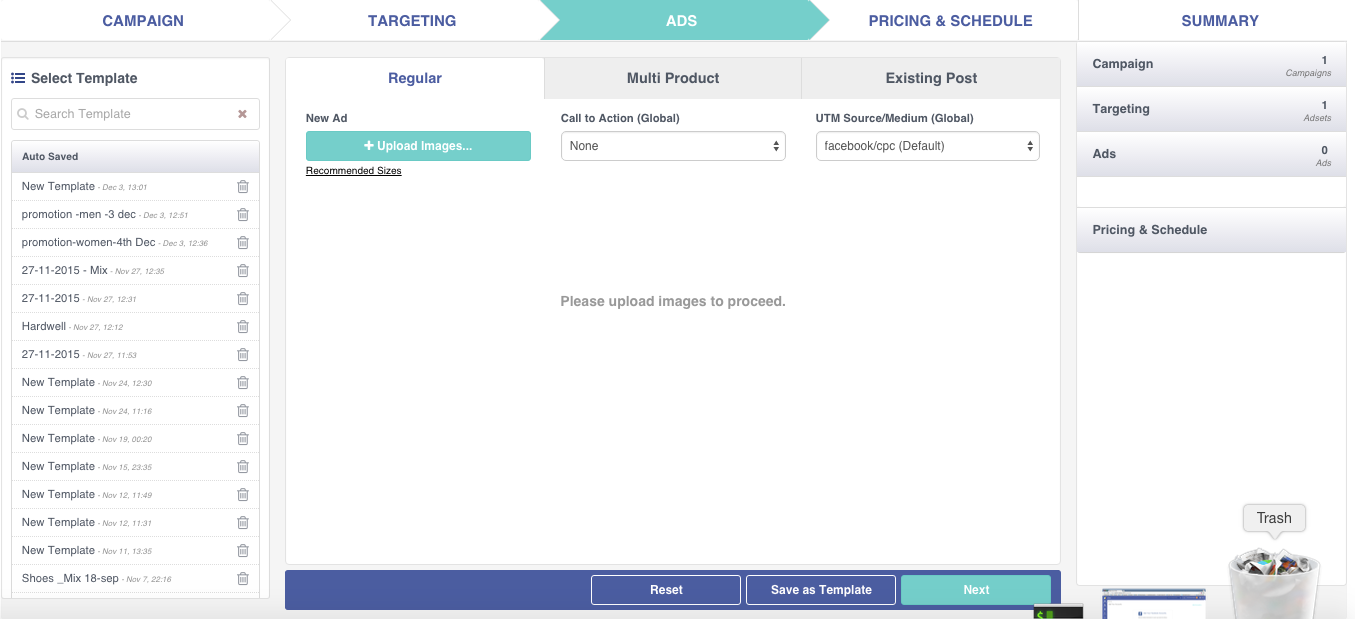 CAMPAIGN TARGETING ADS PRICING & SCHEDULE SUMMARY
Select Template
Search Template
Auto Saved
New Template - Dec 3, 13:01
promotion -men -3 dec - Dec 3, 12:51
promotion-women-4th Dec - Dec 3, 12:36
27-11-2015 - Mix - Nov 27, 12:35
27-11-2015 - Nov 27, 12:31
Hardwell - Nov 27, 12:12
27-11-2015 - Nov 27, 11:53
New Template - Nov 24, 12:30
New Template - Nov 24, 11:16
New Template - Nov 19, 00:20
New Template - Nov 15, 23:35
New Template - Nov 12, 11:49
New Template - Nov 12, 11:31
New Template - Nov 11, 13:35
Shoes _Mix 18-sep - Nov 7, 22:16
Regular Multi Product Existing Post
New Ad Call to Action (Global) UTM Source/Medium (Global)
+ Upload Images... None facebook/cpc (Default)
Recommended Sizes
Please upload images to proceed.
Reset Save as Template Next
Campaign 1
Campaigns
Targeting 1
Adsets
Ads 0
Ads
Pricing & Schedule
Trash
$